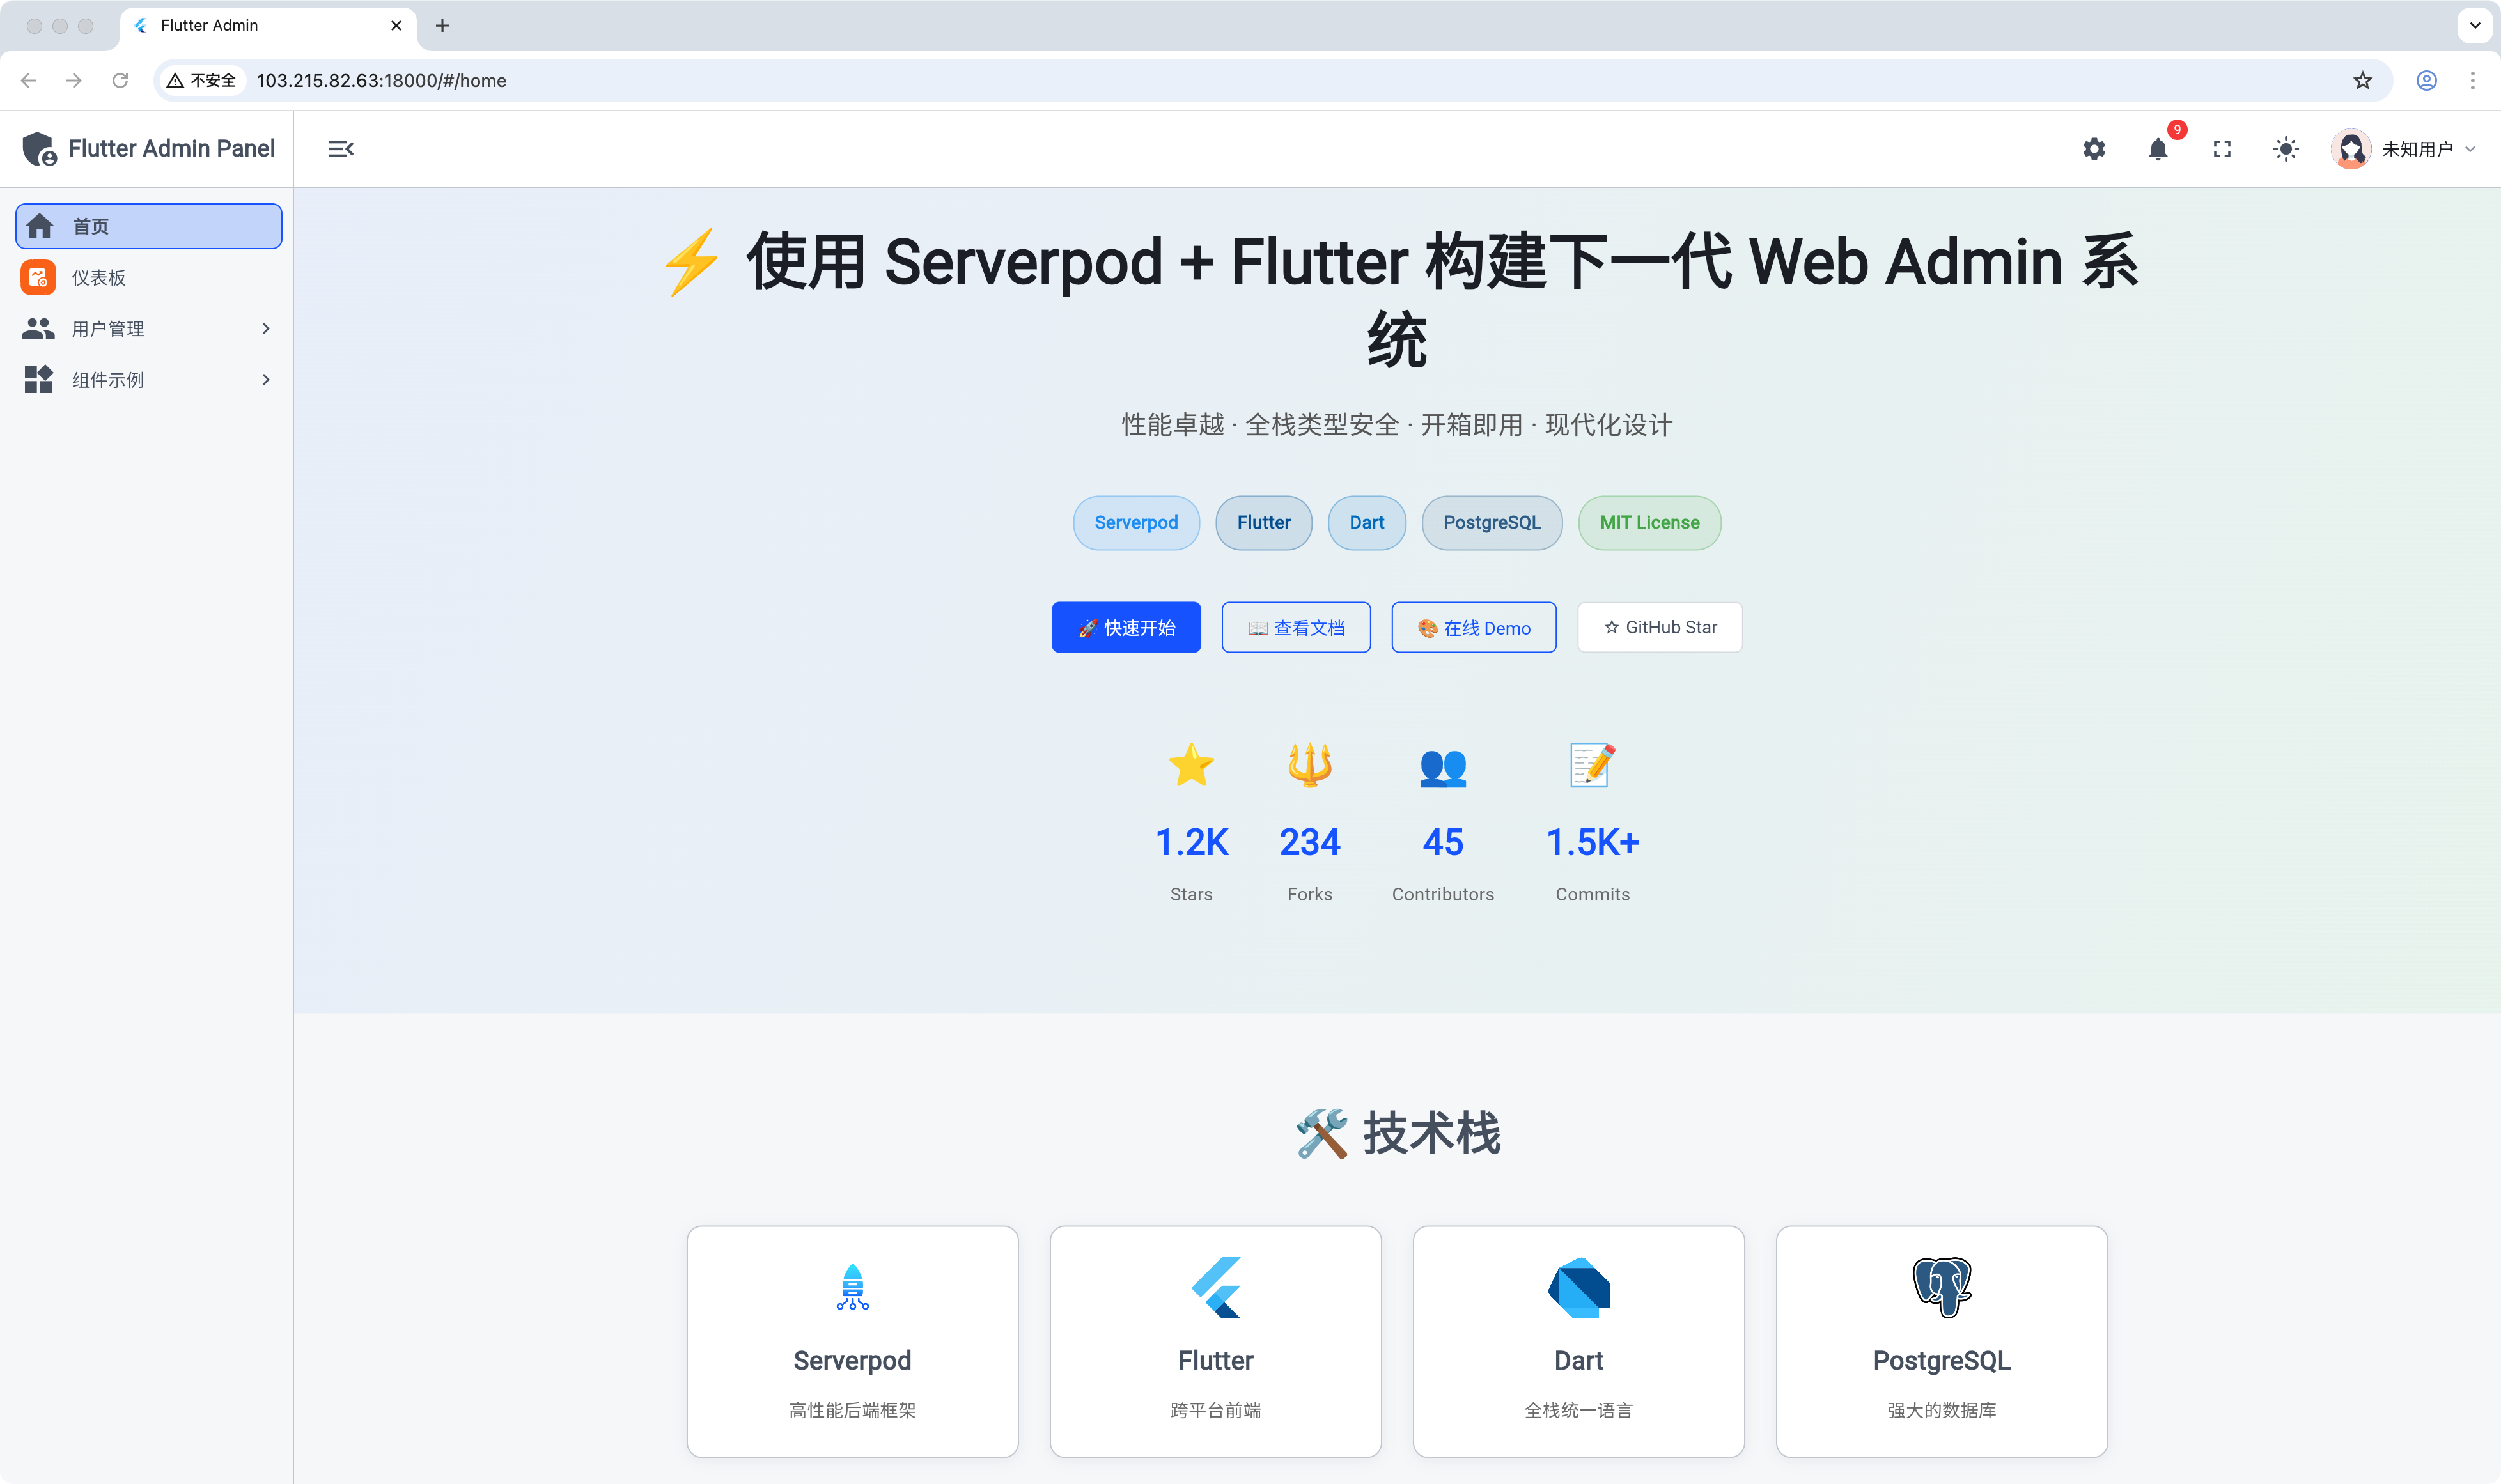 Flutter Admin
不安全
103.215.82.63:18000/#/home
Flutter Admin Panel
9
未知用户
首页
仪表板
用户管理
组件示例
⚡ 使用 Serverpod + Flutter 构建下一代 Web Admin 系
统
性能卓越 · 全栈类型安全 · 开箱即用 · 现代化设计
Serverpod
Flutter
Dart
PostgreSQL
MIT License
🚀 快速开始
📖 查看文档
🎨 在线 Demo
☆ GitHub Star
1.2K
Stars
234
Forks
45
Contributors
1.5K+
Commits
🛠️ 技术栈
Serverpod
高性能后端框架
Flutter
跨平台前端
Dart
全栈统一语言
PostgreSQL
强大的数据库